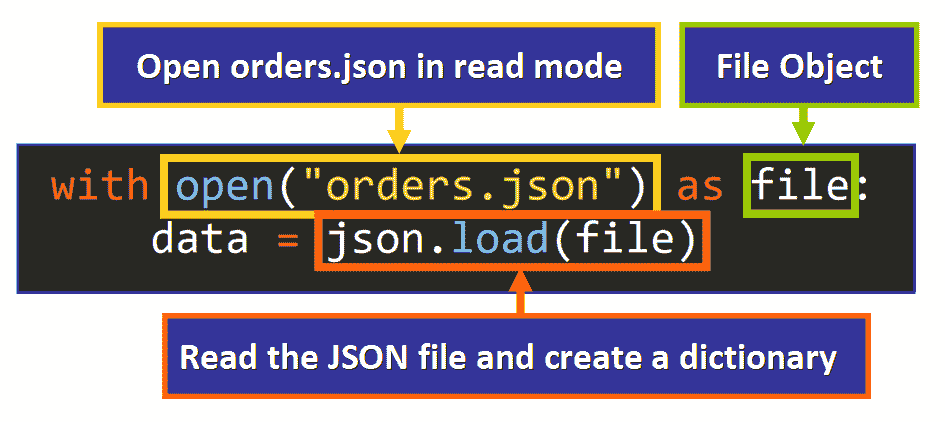 Open orders.json in read mode
File Object
with open("orders.json") as file:
data = json.load(file)
Read the JSON file and create a dictionary